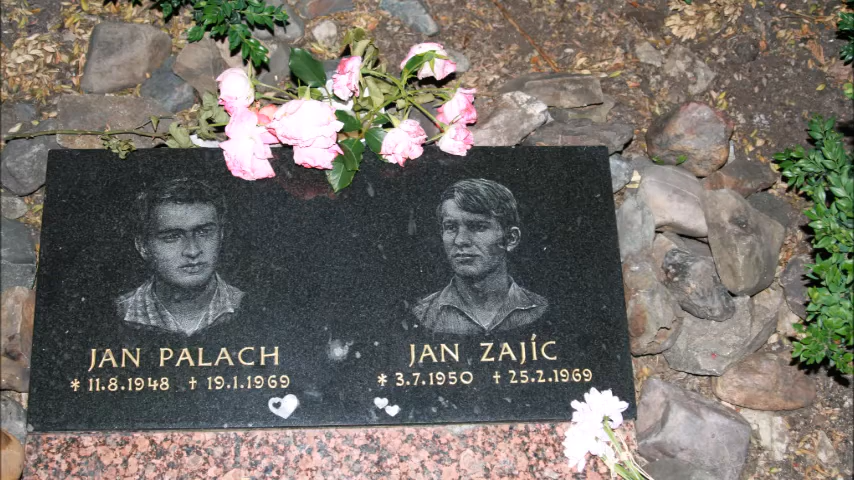 JAN PALACH
* 11.8.1948 † 19.1.1969
JAN ZAJÍC
* 3.7.1950 † 25.2.1969